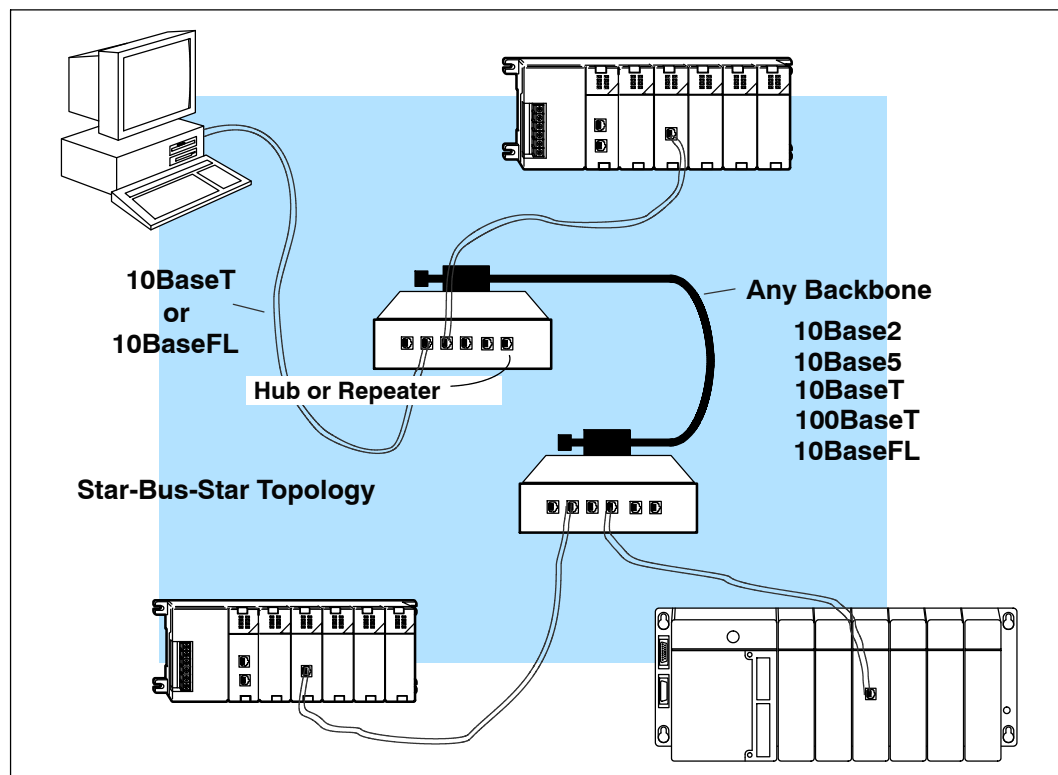 10BaseT
or
10BaseFL
Any Backbone
10Base2
10Base5
10BaseT
100BaseT
10BaseFL
Hub or Repeater
Star-Bus-Star Topology